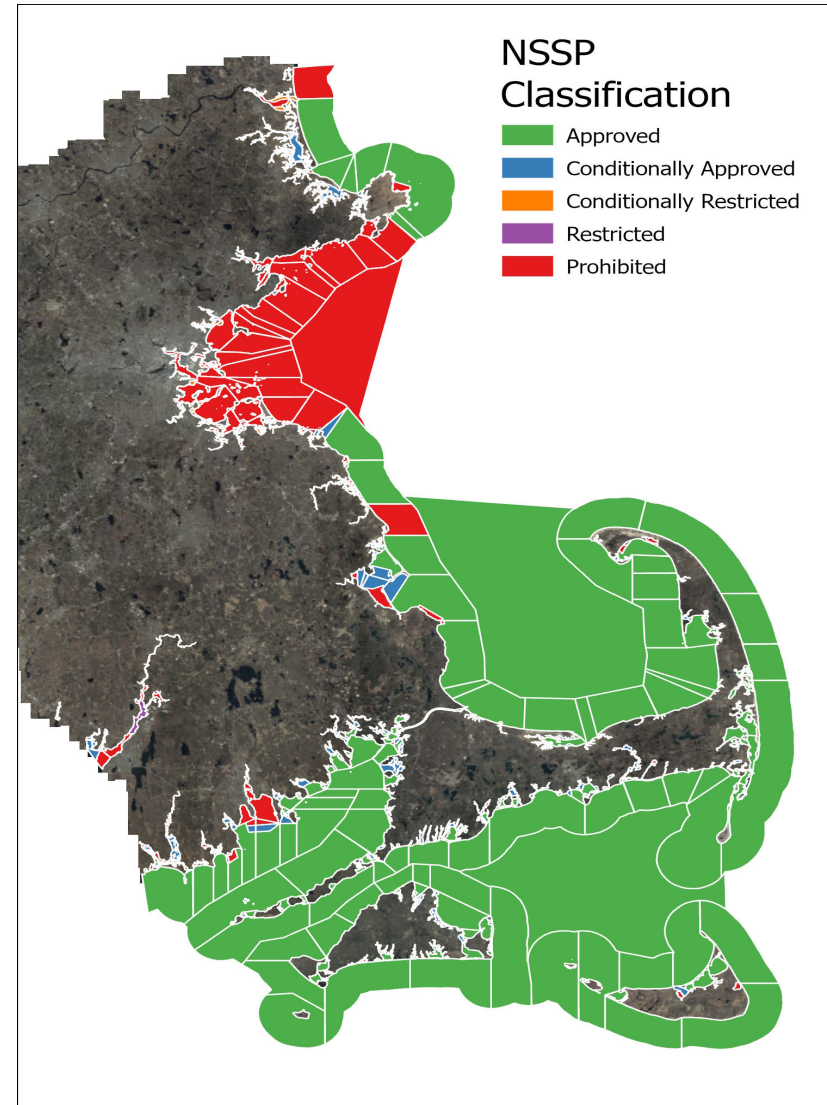 NSSP
Classification
Approved
Conditionally Approved
Conditionally Restricted
Restricted
Prohibited